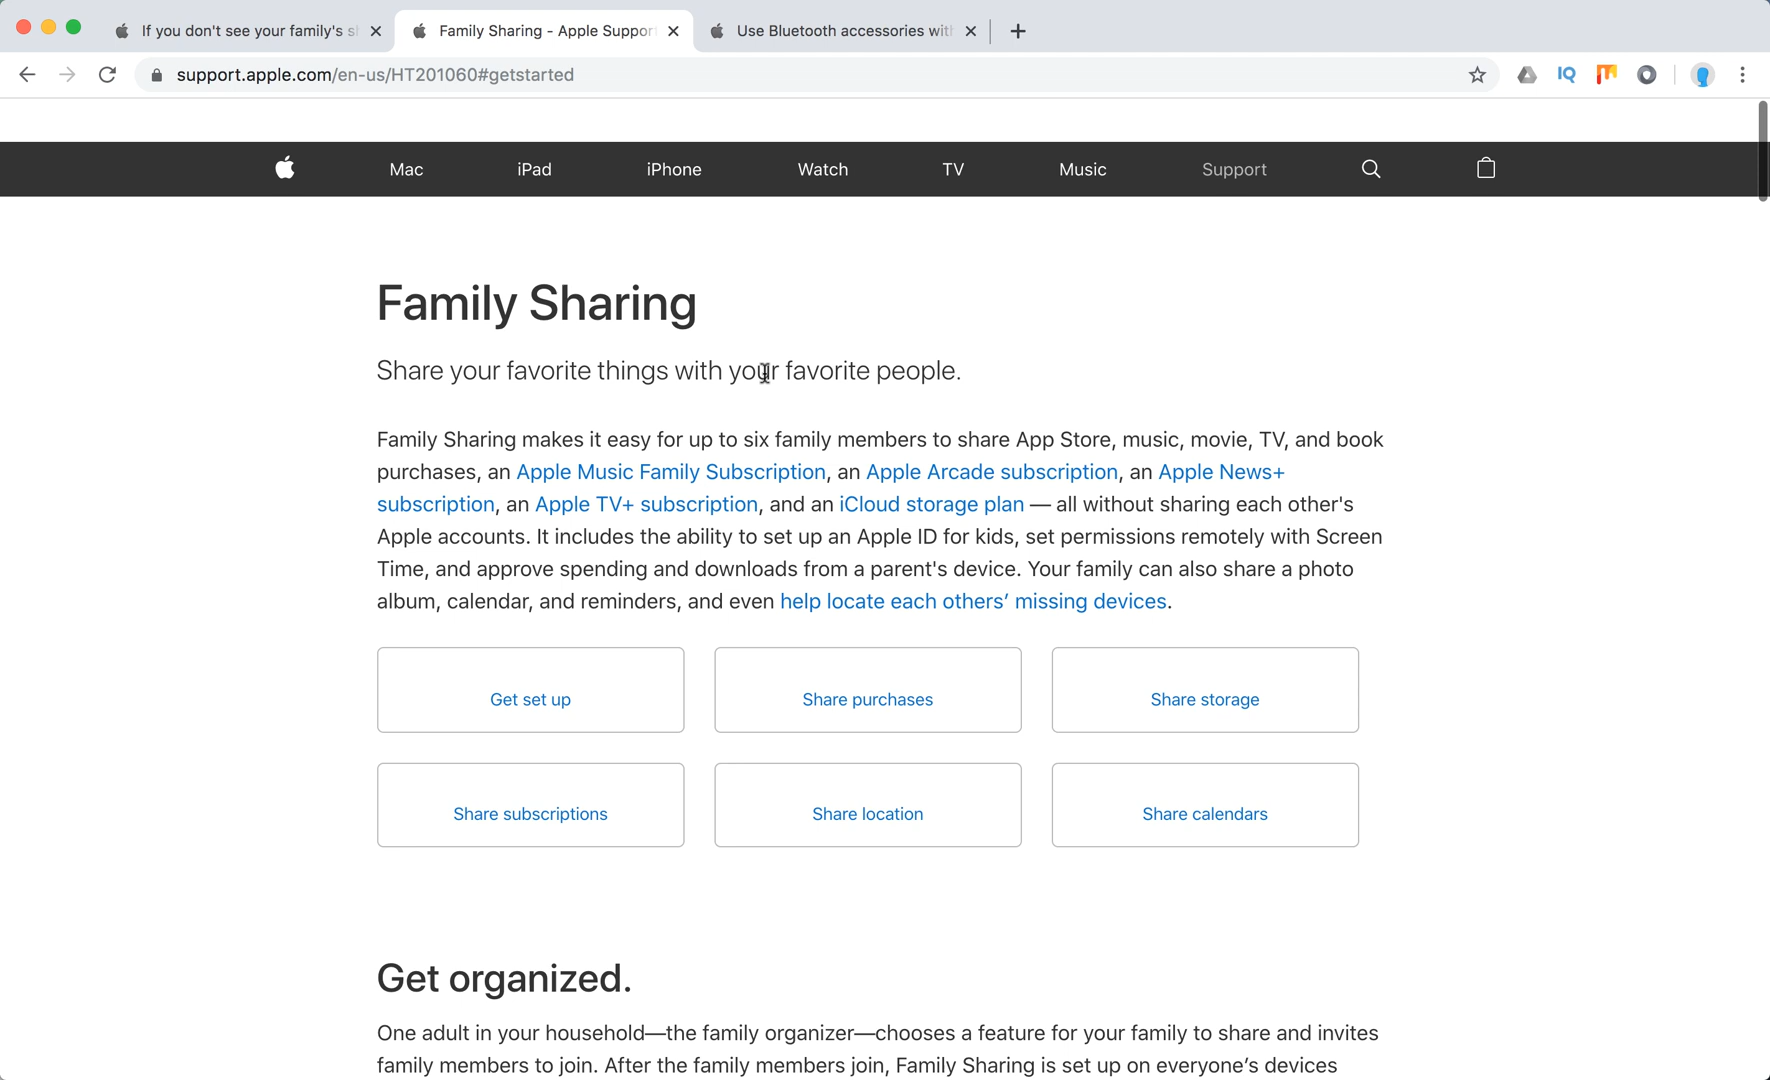 If you don't see your family's s
Family Sharing - Apple Suppor
Use Bluetooth accessories wit
support.apple.com/en-us/HT201060#getstarted
IQ
Mac
iPad
iPhone
Watch
TV
Music
Support
Family Sharing
Share your favorite things with your favorite people.
Family Sharing makes it easy for up to six family members to share App Store, music, movie, TV, and book
purchases, an Apple Music Family Subscription, an Apple Arcade subscription, an Apple News+
subscription, an Apple TV+ subscription, and an iCloud storage plan — all without sharing each other's
Apple accounts. It includes the ability to set up an Apple ID for kids, set permissions remotely with Screen
Time, and approve spending and downloads from a parent's device. Your family can also share a photo
album, calendar, and reminders, and even help locate each others’ missing devices.
Get set up
Share purchases
Share storage
Share subscriptions
Share location
Share calendars
Get organized.
One adult in your household—the family organizer—chooses a feature for your family to share and invites
family members to join. After the family members join, Family Sharing is set up on everyone’s devices